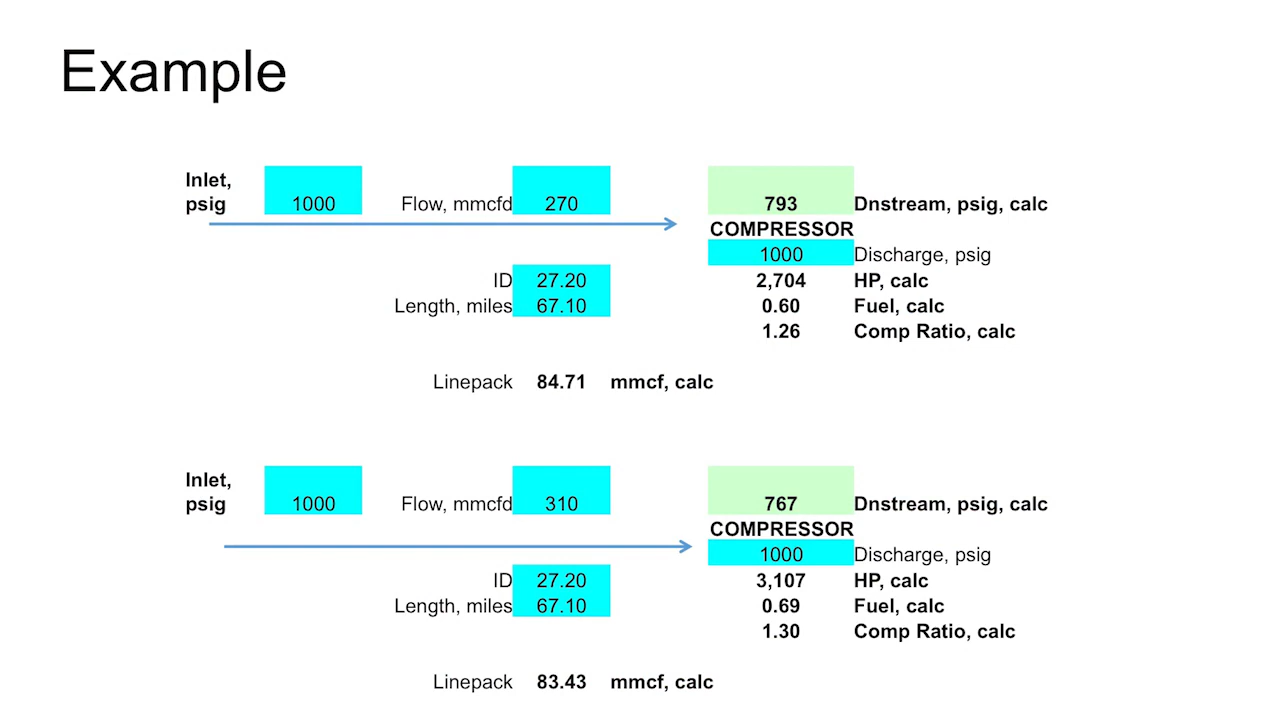 Example
Inlet,
psig 1000 Flow, mmcfd 270 793 Dnstream, psig, calc
COMPRESSOR
1000 Discharge, psig
ID 27.20 2,704 HP, calc
Length, miles 67.10 0.60 Fuel, calc
1.26 Comp Ratio, calc
Linepack 84.71 mmcf, calc
Inlet,
psig 1000 Flow, mmcfd 310 767 Dnstream, psig, calc
COMPRESSOR
1000 Discharge, psig
ID 27.20 3,107 HP, calc
Length, miles 67.10 0.69 Fuel, calc
1.30 Comp Ratio, calc
Linepack 83.43 mmcf, calc